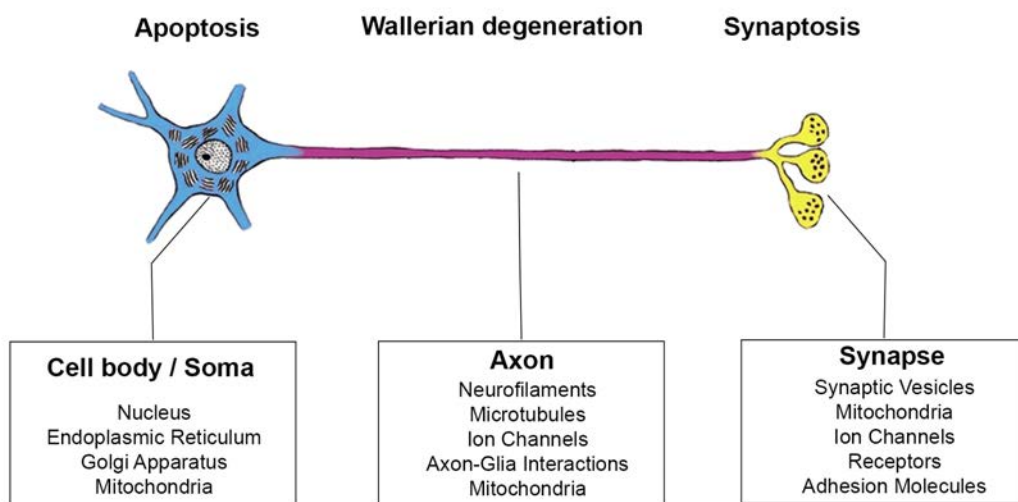 Apoptosis
Wallerian degeneration
Synaptosis
Cell body / Soma
Nucleus
Endoplasmic Reticulum
Golgi Apparatus
Mitochondria
Axon
Neurofilaments
Microtubules
Ion Channels
Axon-Glia Interactions
Mitochondria
Synapse
Synaptic Vesicles
Mitochondria
Ion Channels
Receptors
Adhesion Molecules